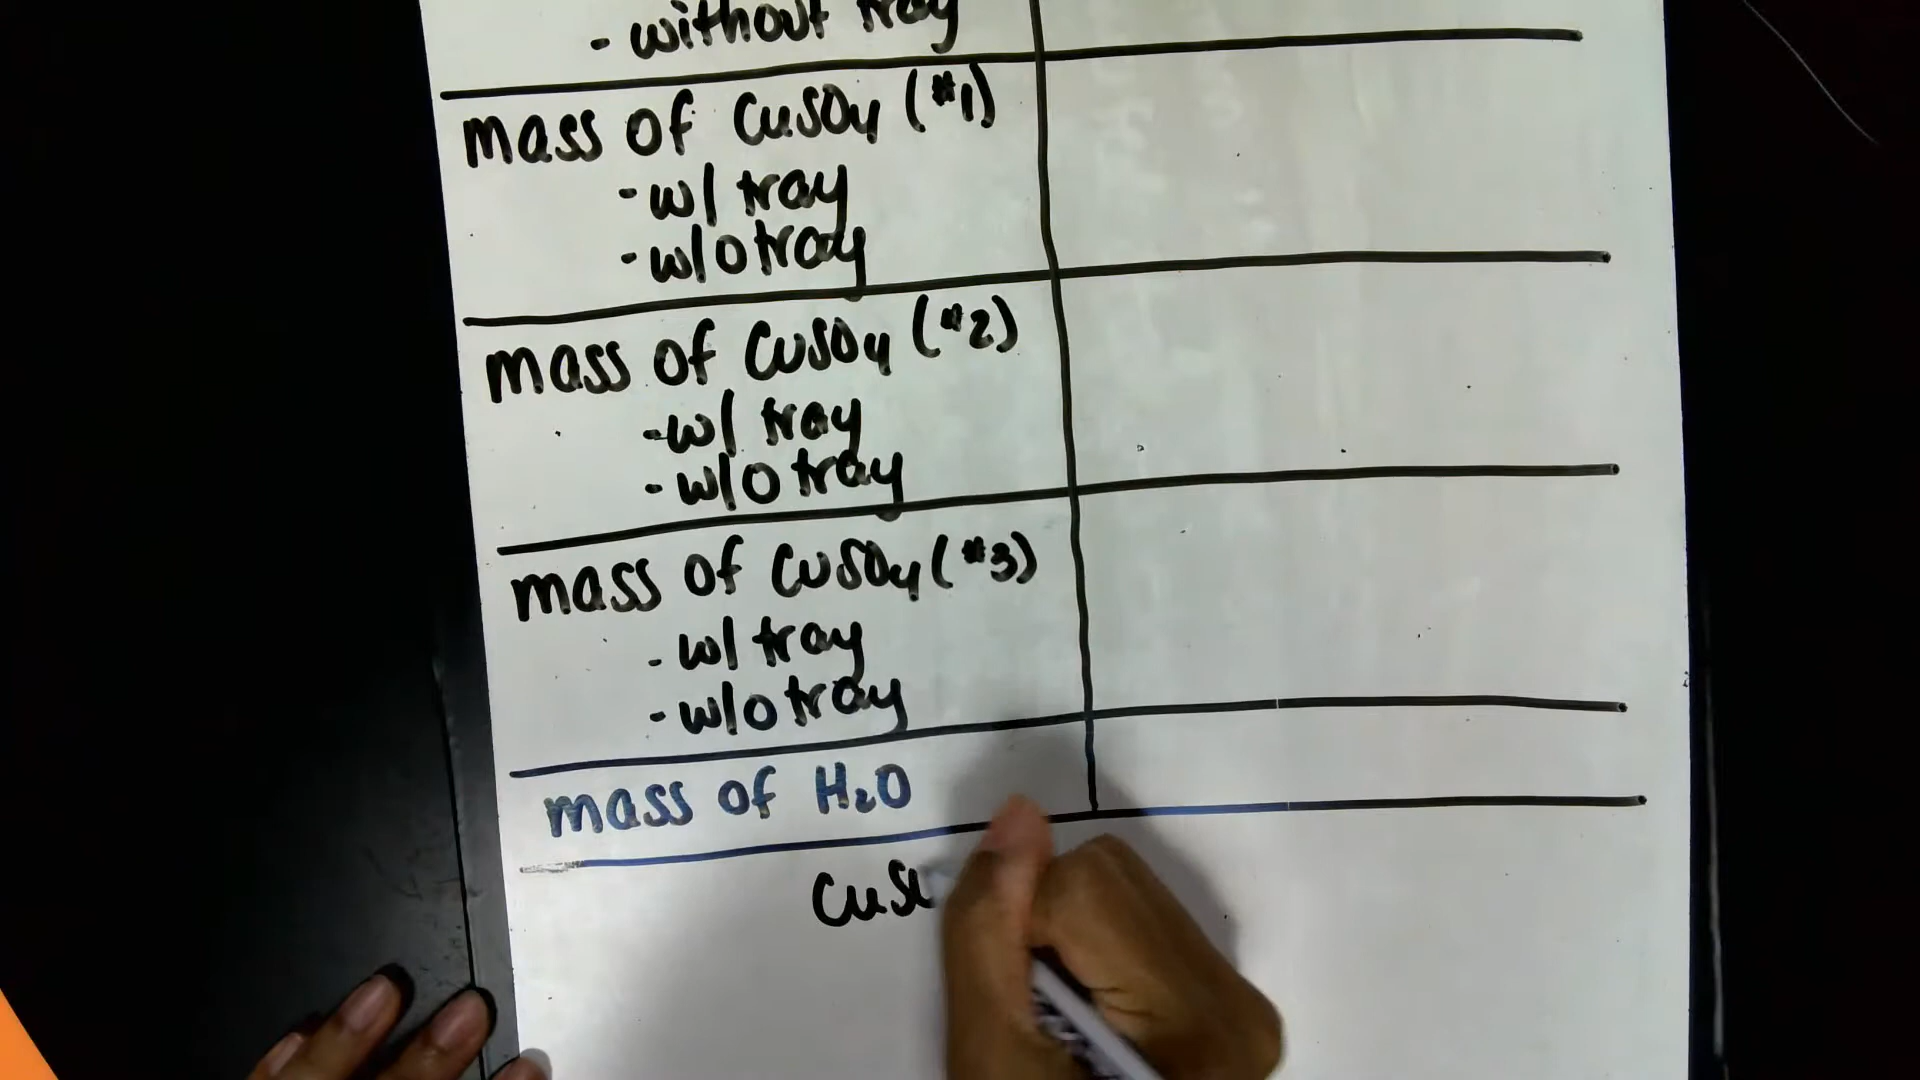 - without tray
mass of CuSO4 (#1)
- w/ tray
- w/o tray
mass of CuSO4 (#2)
- w/ tray
- w/o tray
mass of CuSO4 (#3)
- w/ tray
- w/o tray
mass of H2O